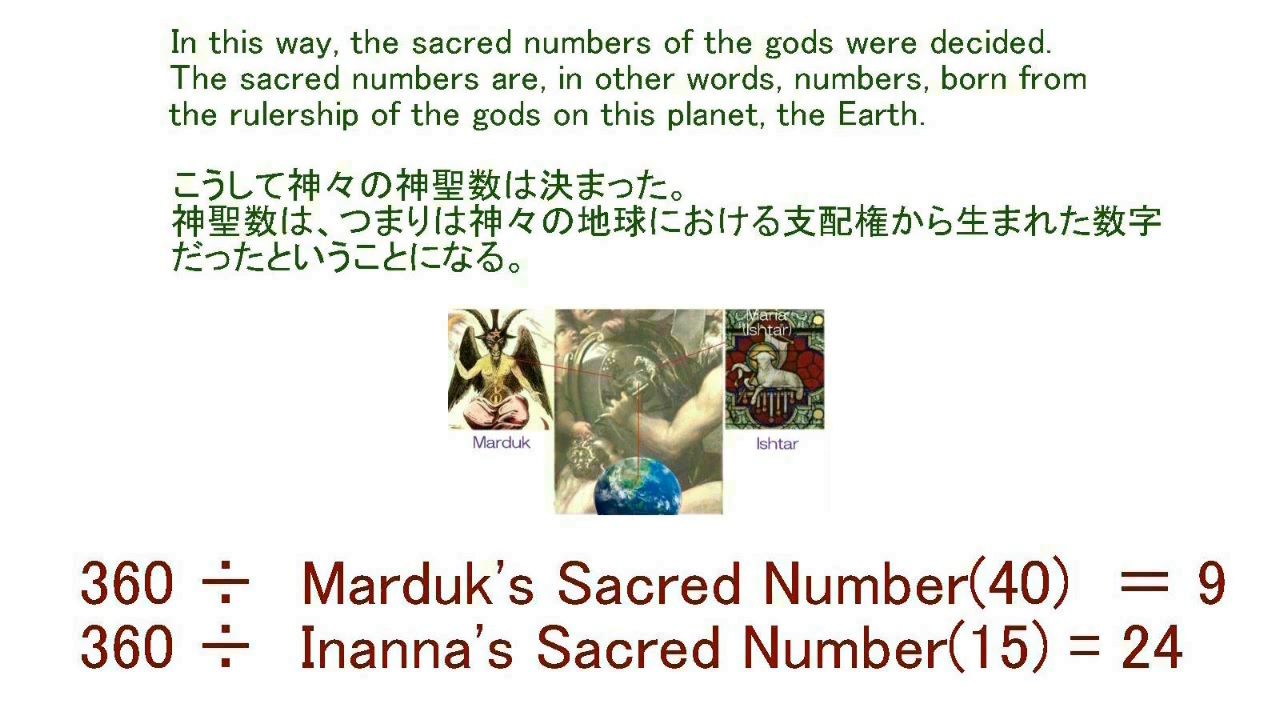 In this way, the sacred numbers of the gods were decided.
The sacred numbers are, in other words, numbers, born from
the rulership of the gods on this planet, the Earth.
こうして神々の神聖数は決まった。
神聖数は、つまりは神々の地球における支配権から生まれた数字
だったということになる。
Maria
(Ishtar)
Marduk
Ishtar
360 ÷ Marduk's Sacred Number(40) = 9
360 ÷ Inanna's Sacred Number(15) = 24